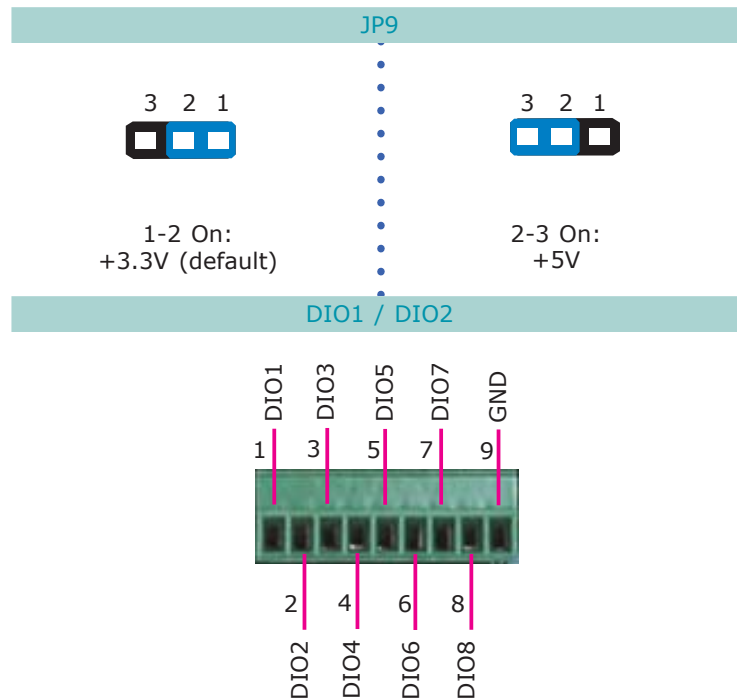 JP9
3 2 1
1-2 On:
+3.3V (default)
3 2 1
2-3 On:
+5V
DIO1 / DIO2
DIO1 DIO3 DIO5 DIO7 GND
1 3 5 7 9
2 4 6 8
DIO2 DIO4 DIO6 DIO8